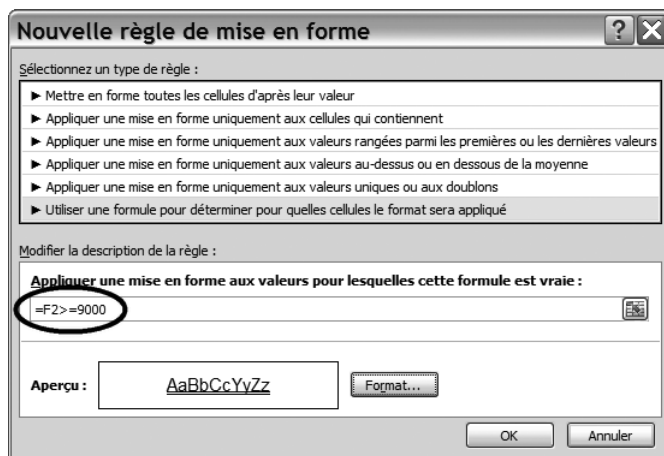 Nouvelle règle de mise en forme
Sélectionnez un type de règle :
► Mettre en forme toutes les cellules d'après leur valeur
► Appliquer une mise en forme uniquement aux cellules qui contiennent
► Appliquer une mise en forme uniquement aux valeurs rangées parmi les premières ou les dernières valeurs
► Appliquer une mise en forme uniquement aux valeurs au-dessus ou en dessous de la moyenne
► Appliquer une mise en forme uniquement aux valeurs uniques ou aux doublons
► Utiliser une formule pour déterminer pour quelles cellules le format sera appliqué
Modifier la description de la règle :
Appliquer une mise en forme aux valeurs pour lesquelles cette formule est vraie :
=F2>=9000
Aperçu : AaBbCcYyZz Format...
OK Annuler